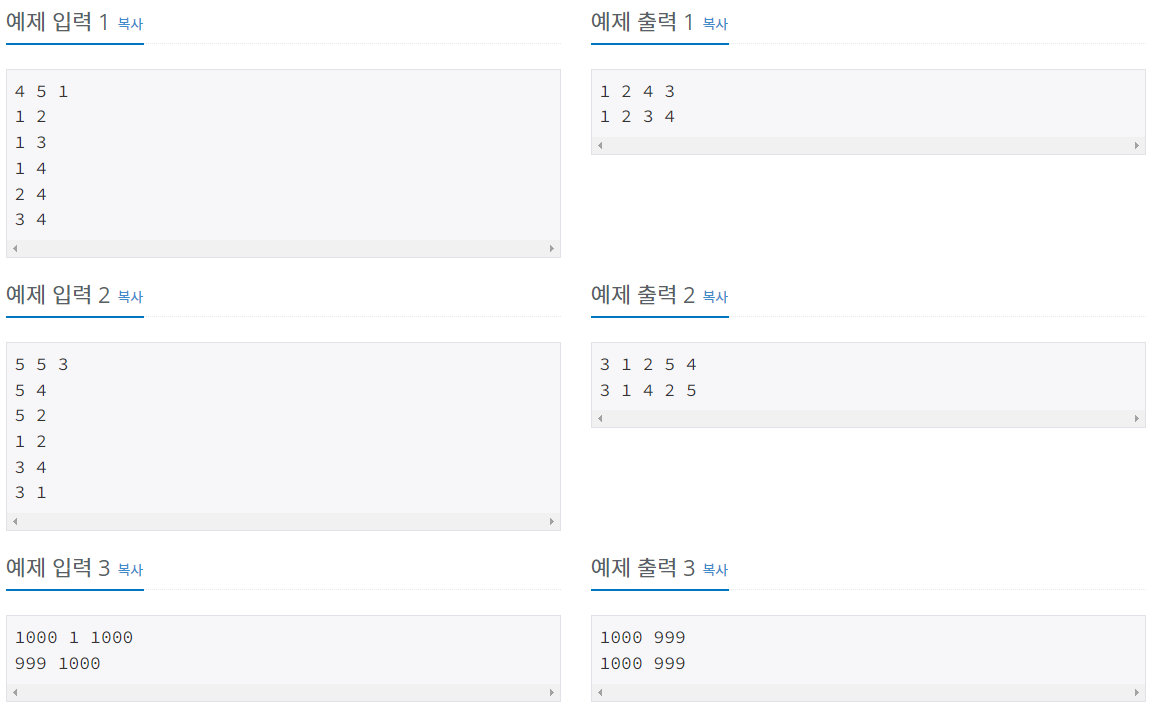 예제 입력 1 복사
4 5 1
1 2
1 3
1 4
2 4
3 4
예제 출력 1 복사
1 2 4 3
1 2 3 4
예제 입력 2 복사
5 5 3
5 4
5 2
1 2
3 4
3 1
예제 출력 2 복사
3 1 2 5 4
3 1 4 2 5
예제 입력 3 복사
1000 1 1000
999 1000
예제 출력 3 복사
1000 999
1000 999